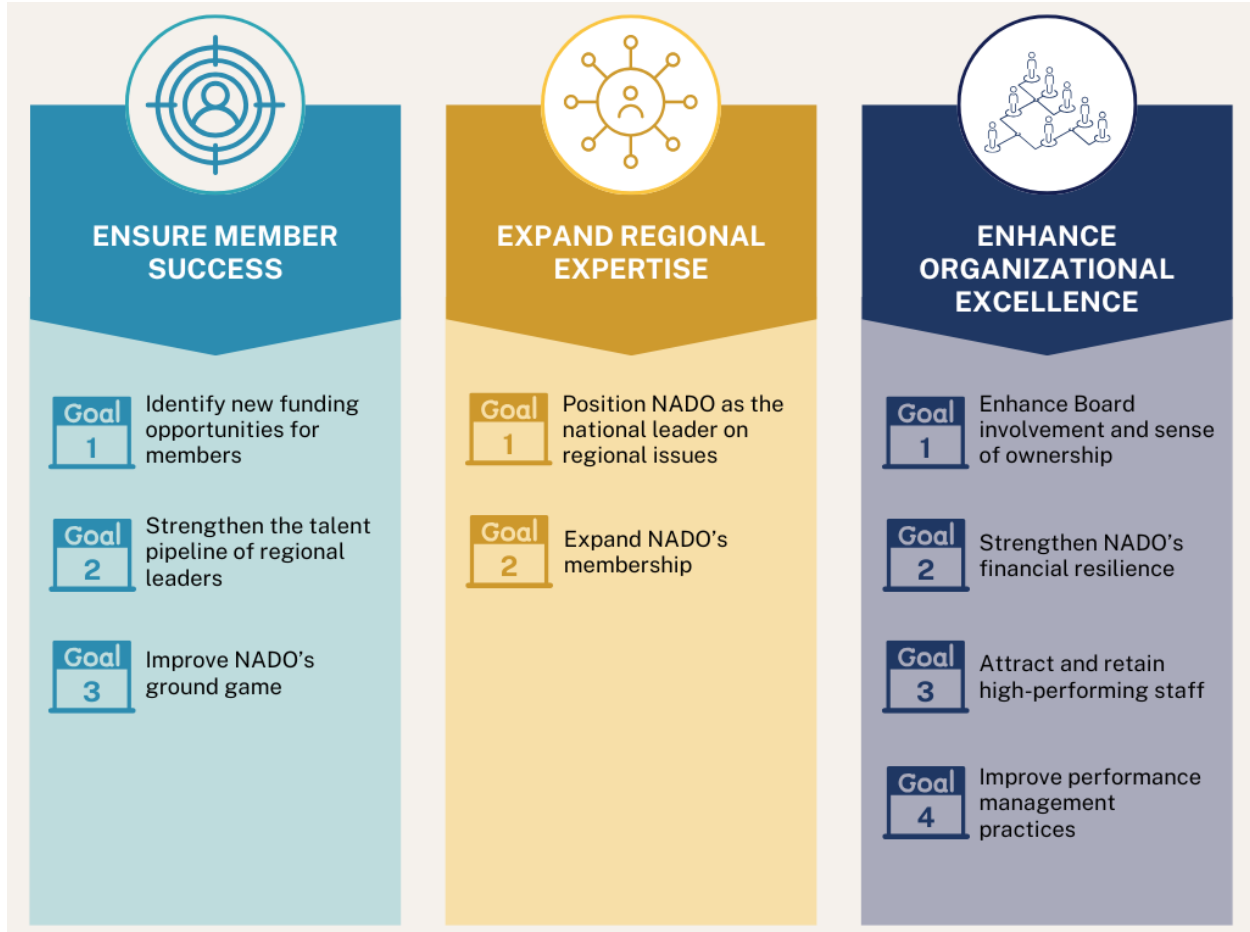 ENSURE MEMBER
SUCCESS
Goal
1
Identify new funding
opportunities for
members
Goal
2
Strengthen the talent
pipeline of regional
leaders
Goal
3
Improve NADO's
ground game
EXPAND REGIONAL
EXPERTISE
Goal
1
Position NADO as the
national leader on
regional issues
Goal
2
Expand NADO's
membership
ENHANCE
ORGANIZATIONAL
EXCELLENCE
Goal
1
Enhance Board
involvement and sense
of ownership
Goal
2
Strengthen NADO's
financial resilience
Goal
3
Attract and retain
high-performing staff
Goal
4
Improve performance
management
practices